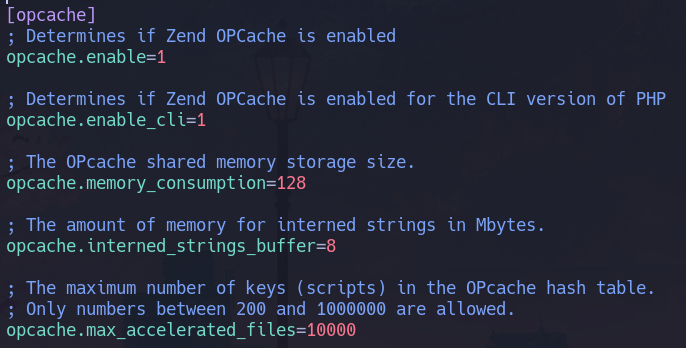 [opcache]
; Determines if Zend OPCache is enabled
opcache.enable=1
; Determines if Zend OPCache is enabled for the CLI version of PHP
opcache.enable_cli=1
; The OPcache shared memory storage size.
opcache.memory_consumption=128
; The amount of memory for interned strings in Mbytes.
opcache.interned_strings_buffer=8
; The maximum number of keys (scripts) in the OPcache hash table.
; Only numbers between 200 and 1000000 are allowed.
opcache.max_accelerated_files=10000